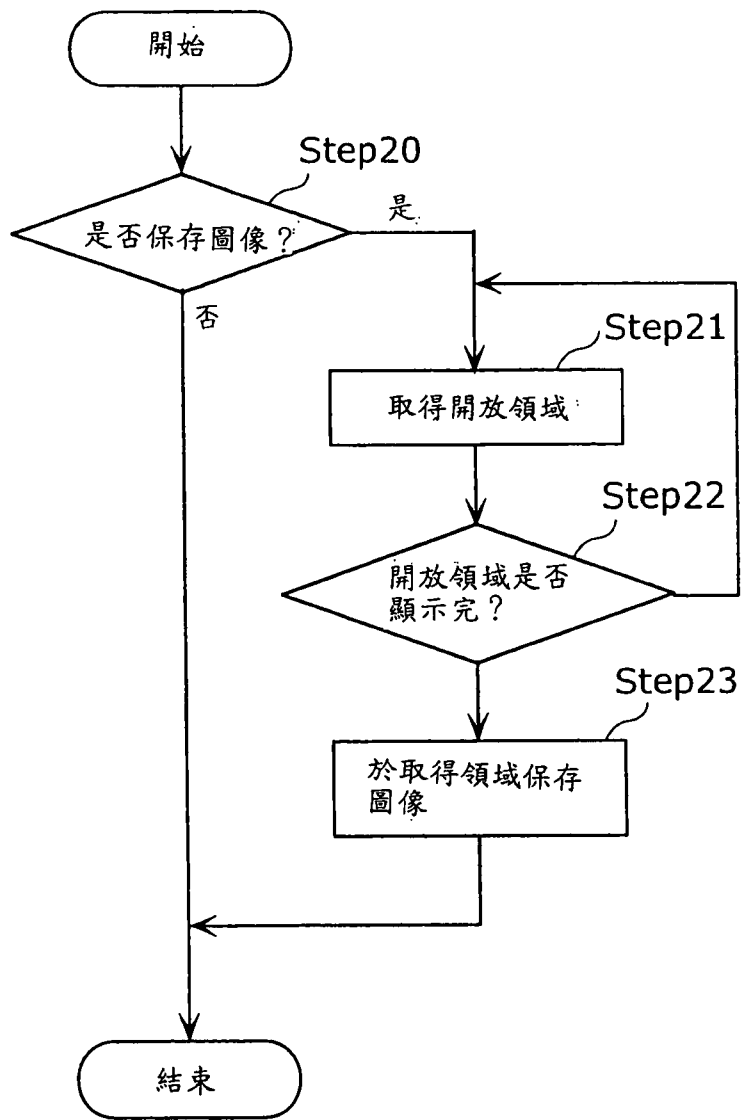 開始
Step20
是否保存圖像？
是
否
Step21
取得開放領域
Step22
開放領域是否
顯示完？
Step23
於取得領域保存
圖像
結束